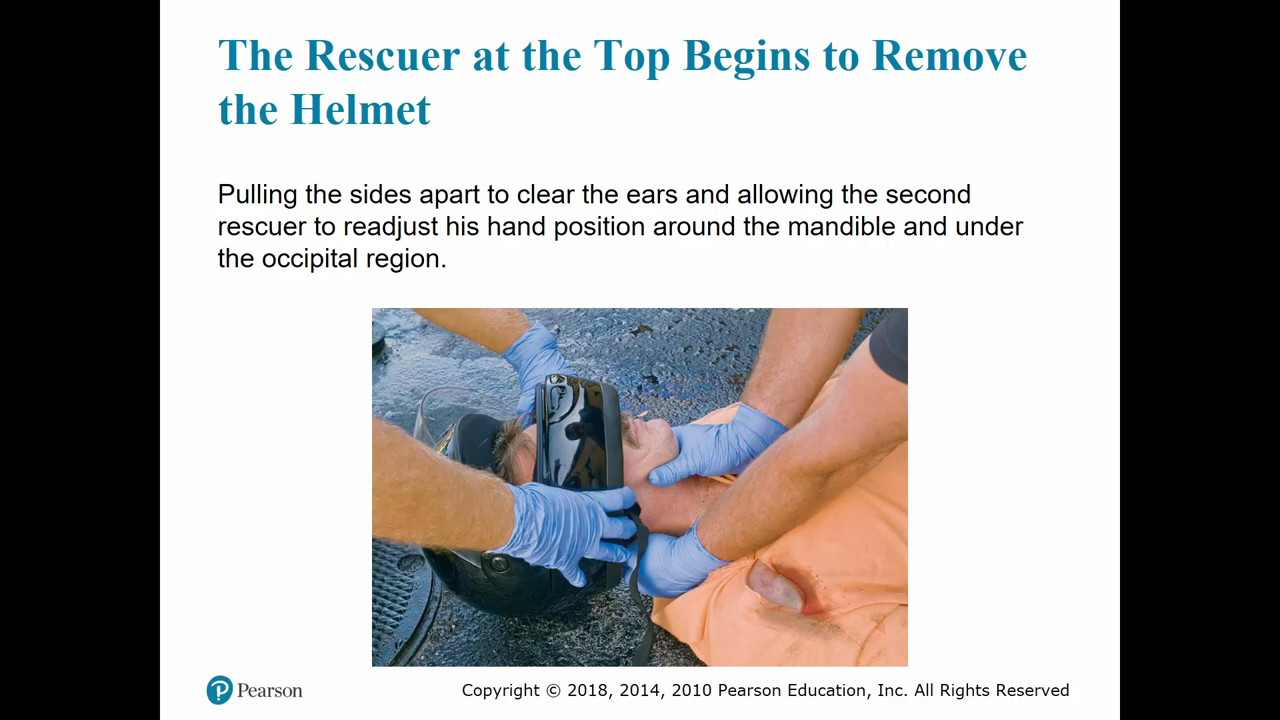 The Rescuer at the Top Begins to Remove
the Helmet
Pulling the sides apart to clear the ears and allowing the second
rescuer to readjust his hand position around the mandible and under
the occipital region.
Pearson
Copyright © 2018, 2014, 2010 Pearson Education, Inc. All Rights Reserved